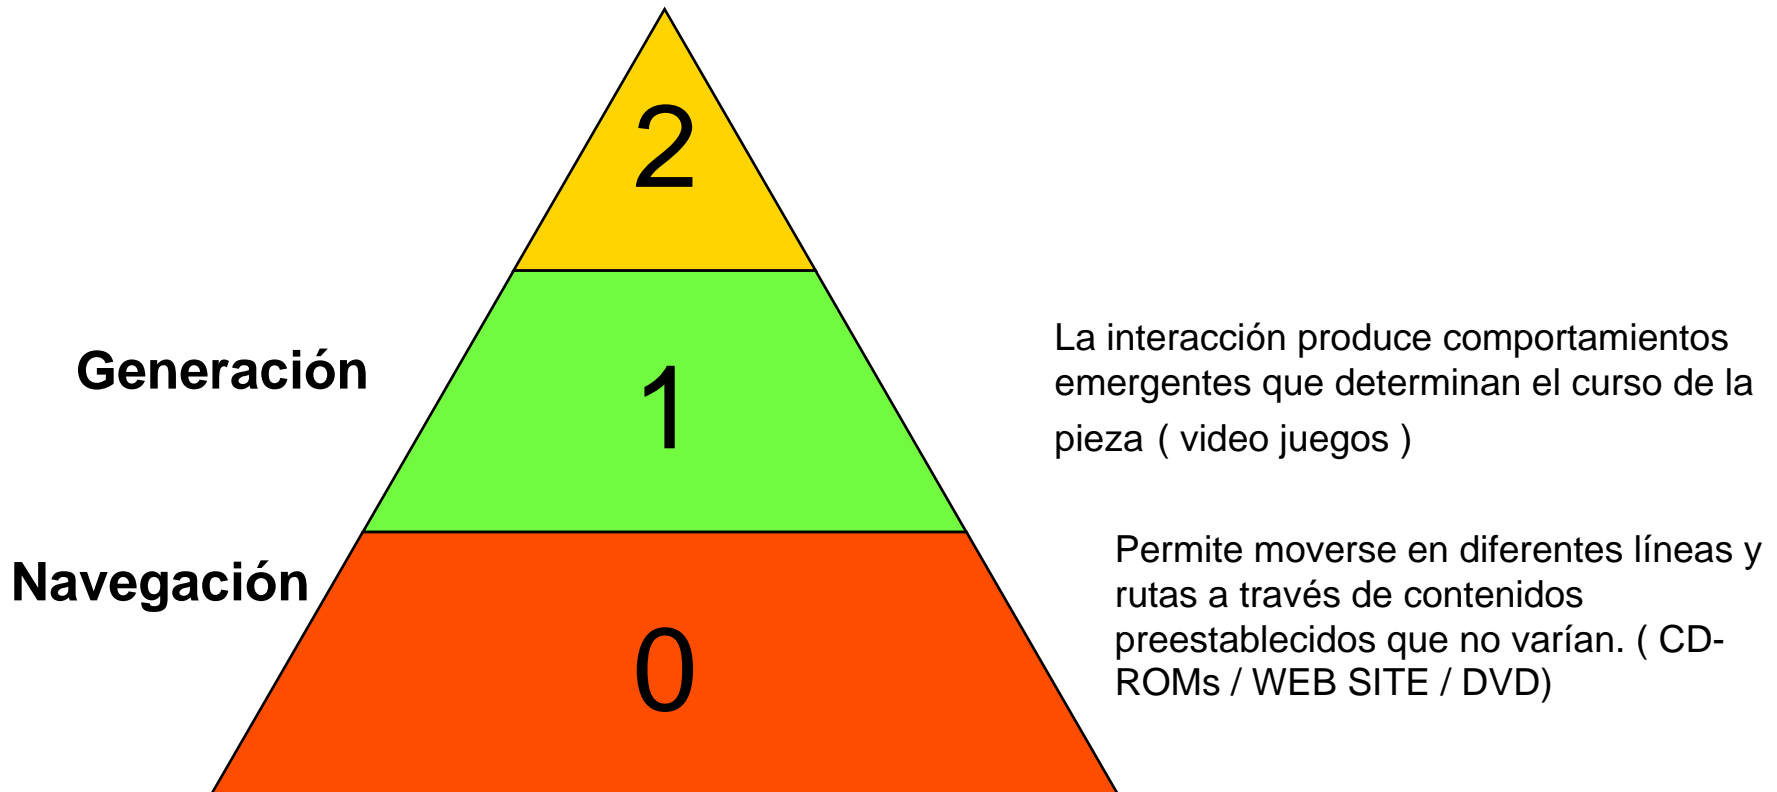 2
Generación
1
La interacción produce comportamientos
emergentes que determinan el curso de la
pieza ( video juegos )
Navegación
0
Permite moverse en diferentes líneas y
rutas a través de contenidos
preestablecidos que no varían. ( CD-
ROMs / WEB SITE / DVD)